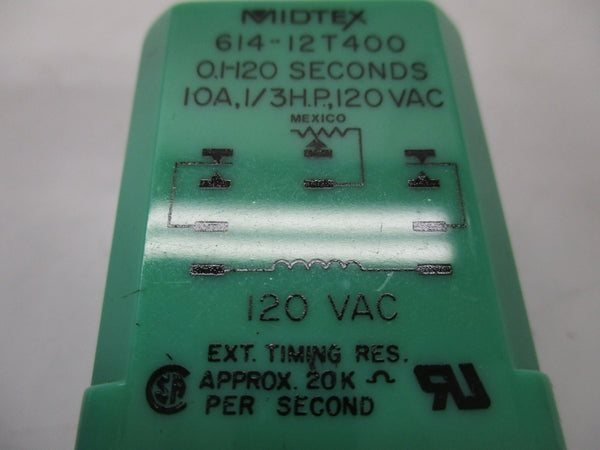 MIDTEX
614-12T400
0.1-120 SECONDS
10A, 1/3 H.P., 120 VAC
MEXICO
120 VAC
EXT. TIMING RES.
APPROX. 20K Ω
PER SECOND